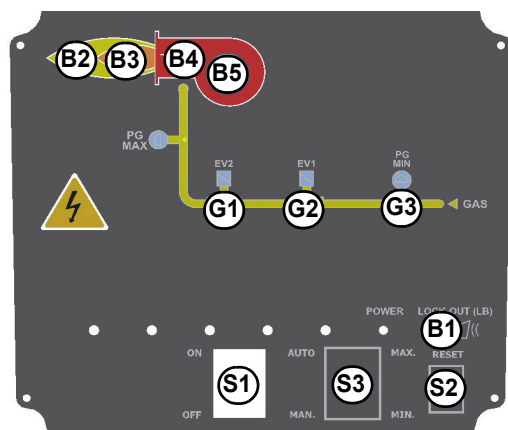 B2 B3 B4 B5
PG
MAX
EV2 EV1 PG
MIN
G1 G2 G3 GAS
POWER LOCK-OUT (LB)
B1
ON AUTO MAX. RESET
S1 S3 S2
OFF MAN. MIN.